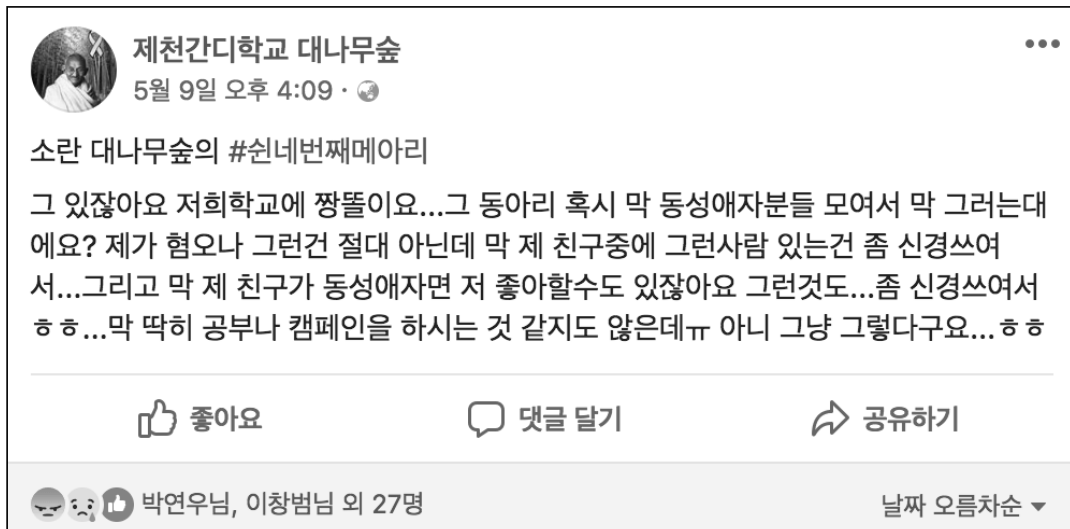 제천간디학교 대나무숲
5월 9일 오후 4:09 ·
소란 대나무숲의 #쉰네번째메아리
그 있잖아요 저희학교에 짱똘이요...그 동아리 혹시 막 동성애자분들 모여서 막 그러는대
에요? 제가 혐오나 그런건 절대 아닌데 막 제 친구중에 그런사람 있는건 좀 신경쓰여
서...그리고 막 제 친구가 동성애자면 저 좋아할수도 있잖아요 그런것도...좀 신경쓰여서
ㅎㅎ...막 딱히 공부나 캠페인을 하시는 것 같지도 않은데ㅠ 아니 그냥 그렇다구요...ㅎㅎ
좋아요 댓글 달기 공유하기
박연우님, 이창범님 외 27명 날짜 오름차순